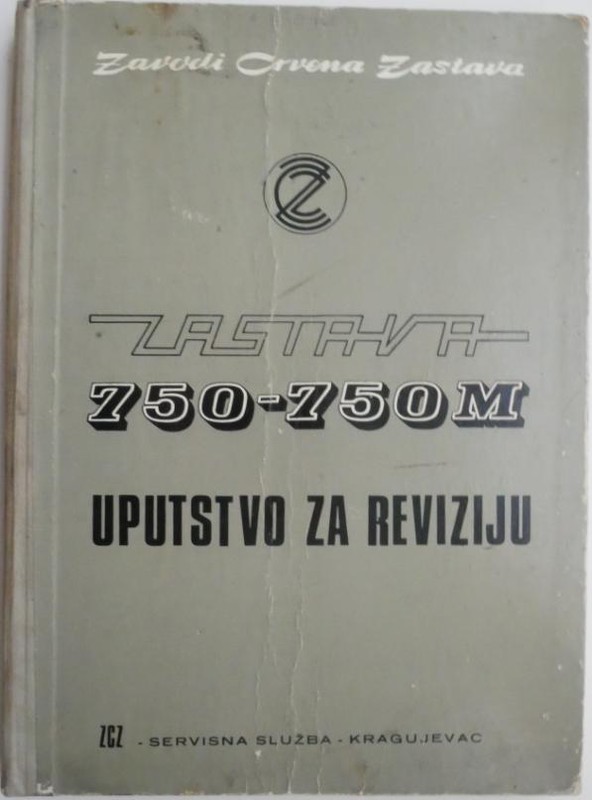 Zavodi Crvena Zastava
ZASTAVA
750-750M
UPUTSTVO ZA REVIZIJU
ZCZ - SERVISNA SLUŽBA - KRAGUJEVAC